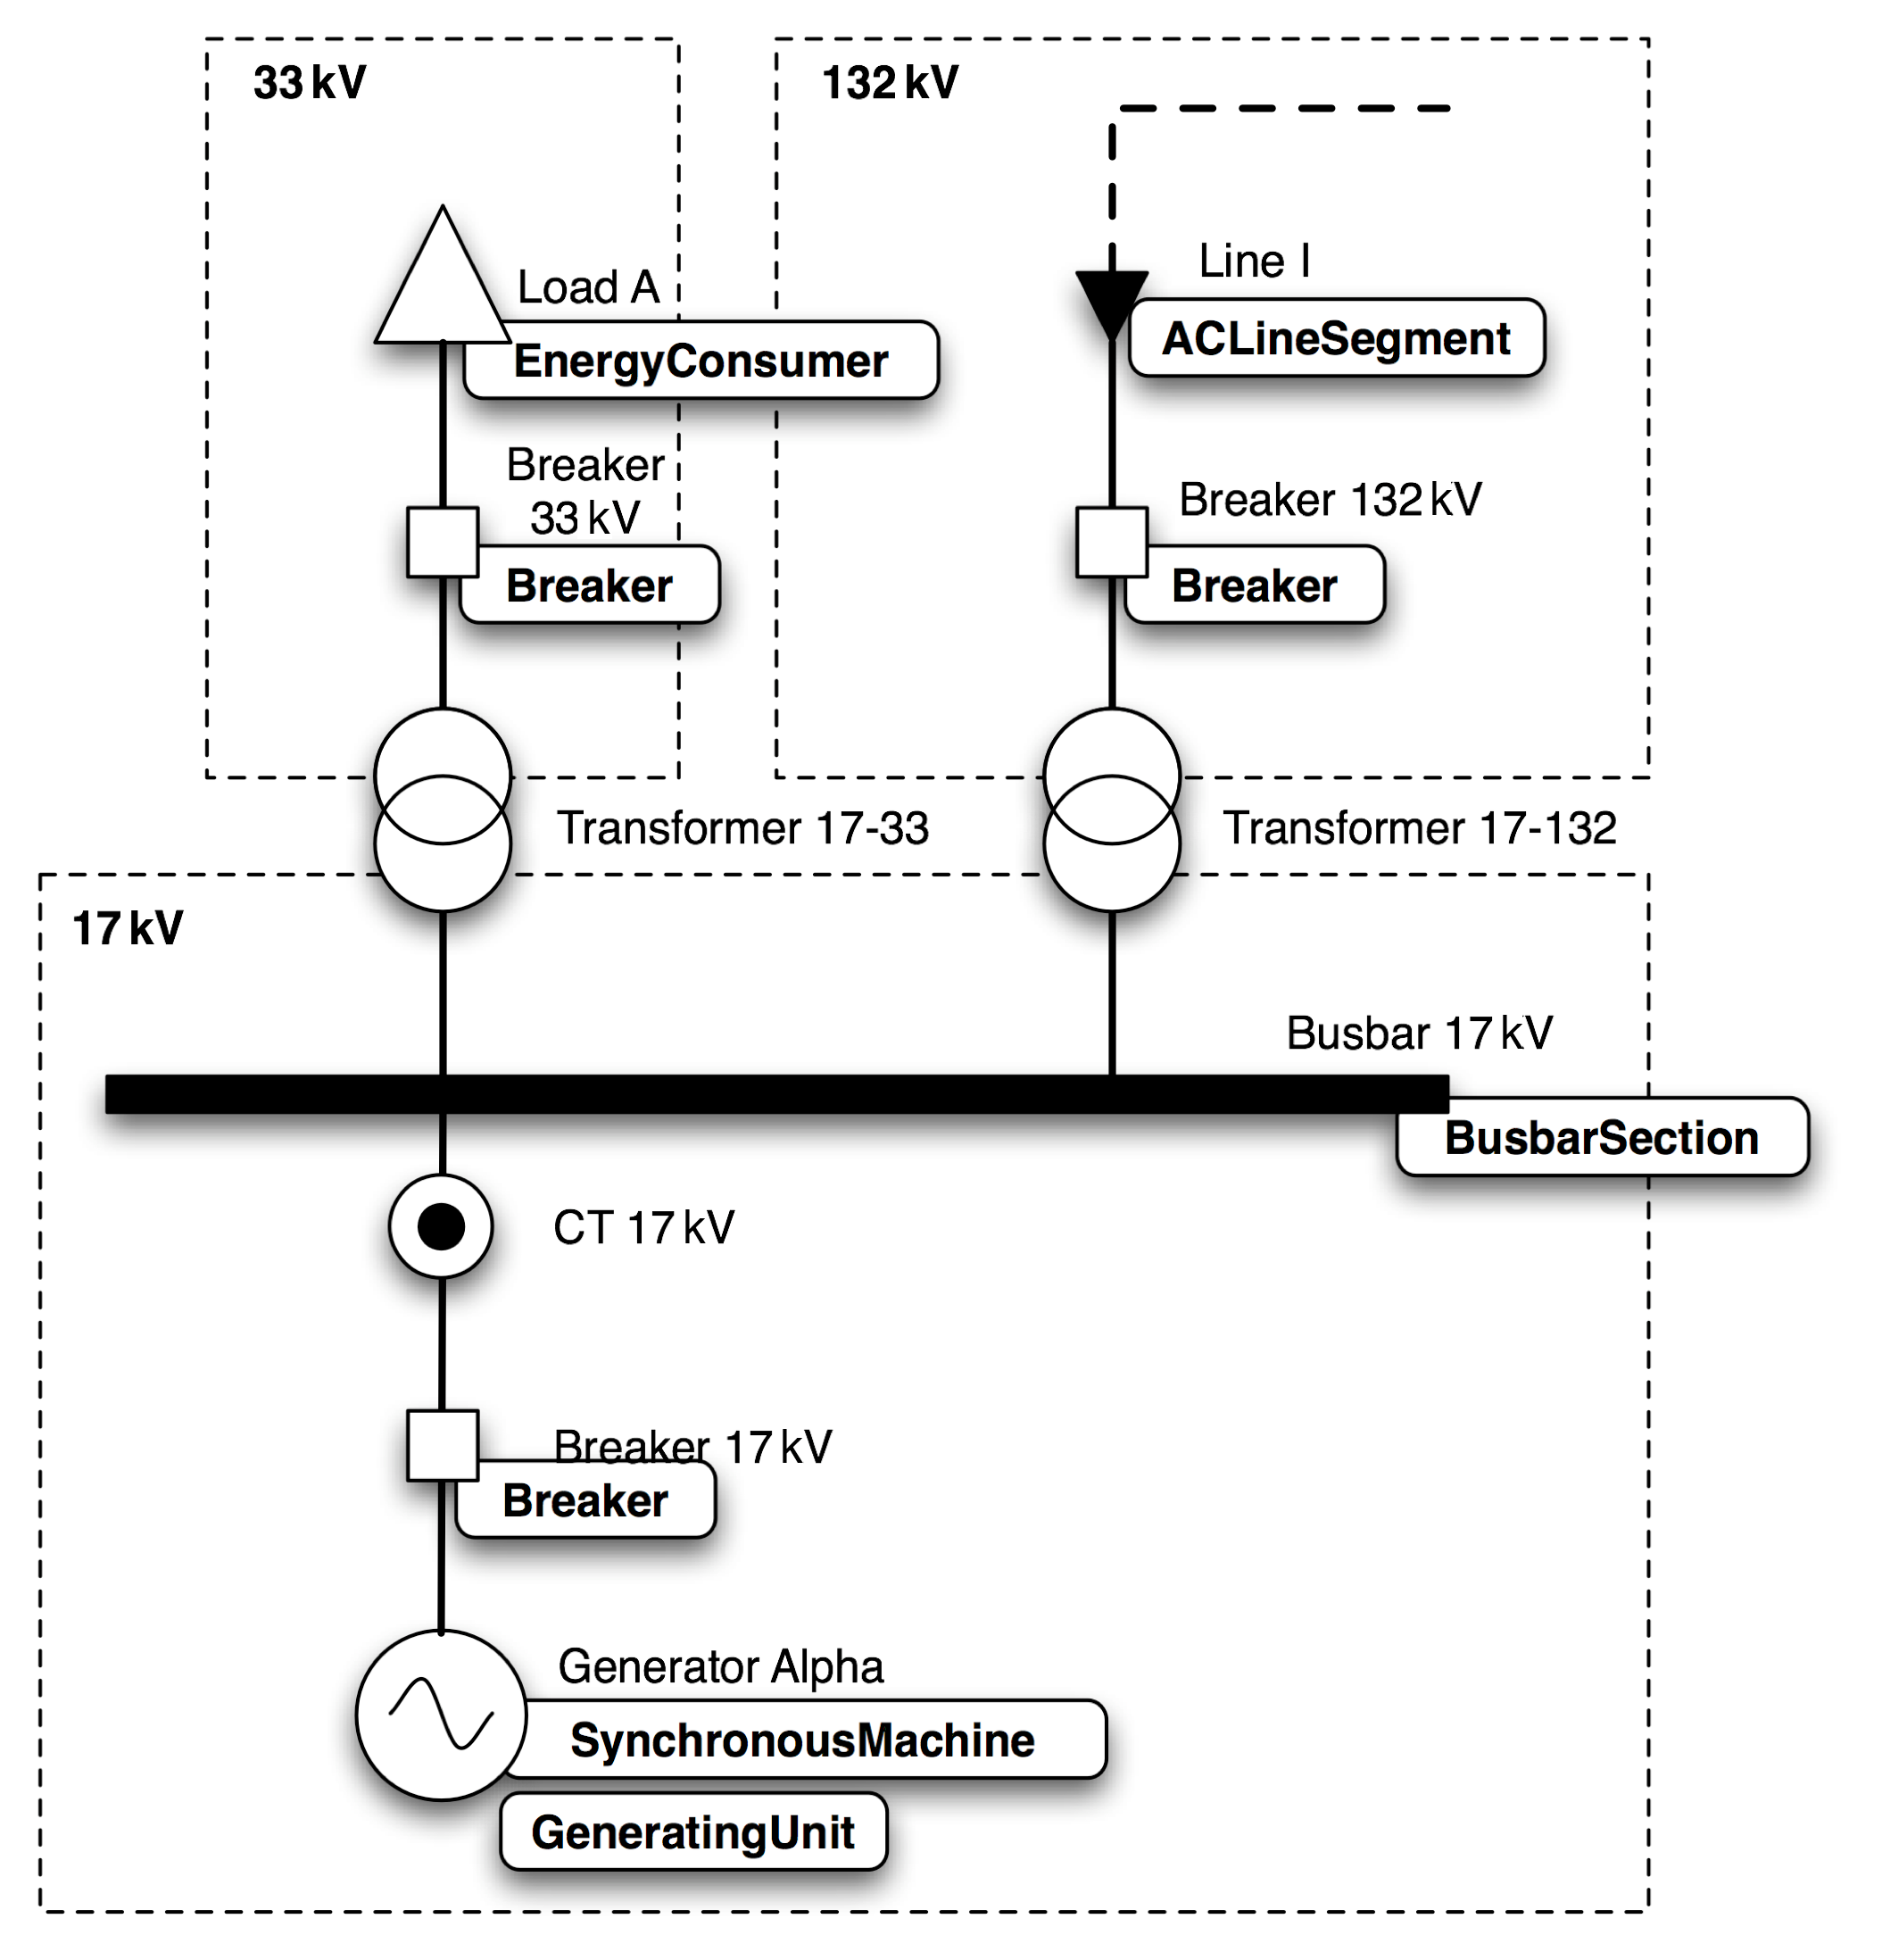 33 kV
132 kV
Line I
Load A
ACLineSegment
EnergyConsumer
Breaker
33 kV
Breaker 132 kV
Breaker
Breaker
Transformer 17-33
Transformer 17-132
17 kV
Busbar 17 kV
BusbarSection
CT 17 kV
Breaker 17 kV
Breaker
Generator Alpha
SynchronousMachine
GeneratingUnit